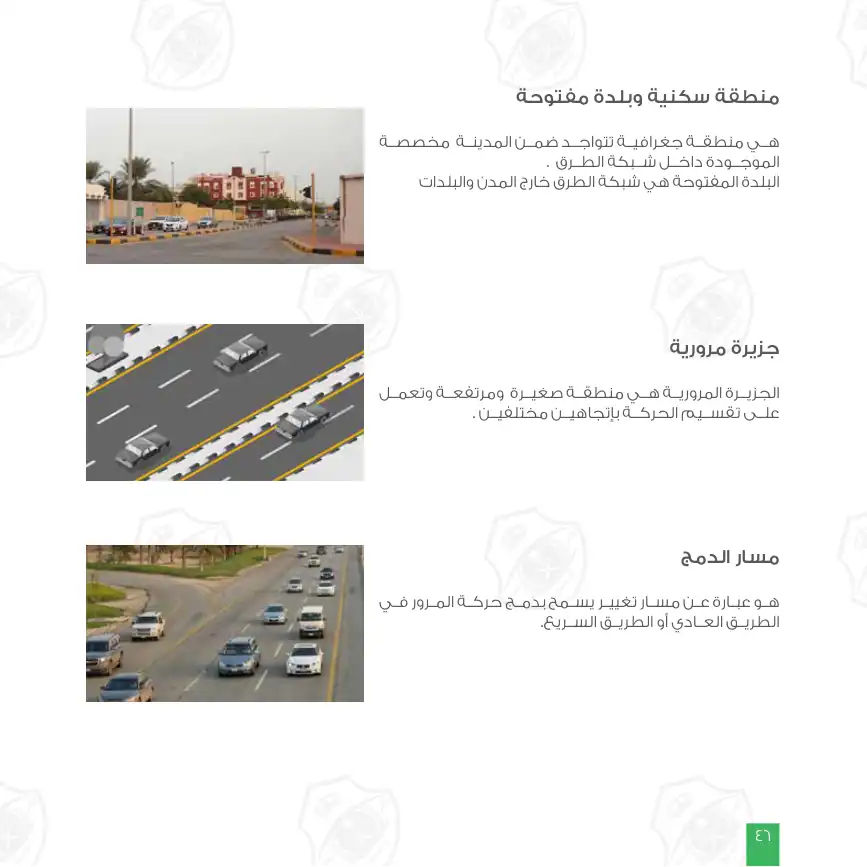 منطقة سكنية وبلدة مفتوحة
هي منطقة جغرافية تتواجد ضمن المدينة مخصصة
الموجودة داخل شبكة الطرق .
البلدة المفتوحة هي شبكة الطرق خارج المدن والبلدات
جزيرة مرورية
الجزيرة المرورية هي منطقة صغيرة ومرتفعة وتعمل
على تقسيم الحركة بإتجاهين مختلفين .
مسار الدمج
هو عبارة عن مسار تغيير يسمح بدمج حركة المرور في
الطريق العادي أو الطريق السريع.
٤٦